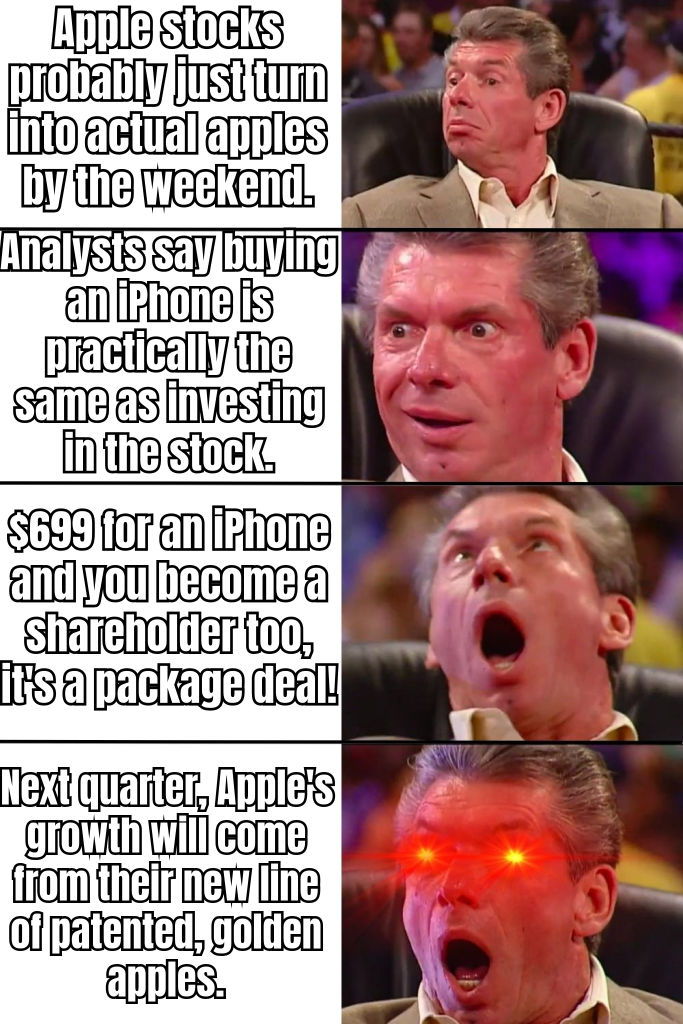 Apple stocks
probably just turn
into actual apples
by the weekend.
Analysts say buying
an iPhone is
practically the
same as investing
in the stock.
$699 for an iPhone
and you become a
shareholder too,
it's a package deal!
Next quarter, Apple's
growth will come
from their new line
of patented, golden
apples.